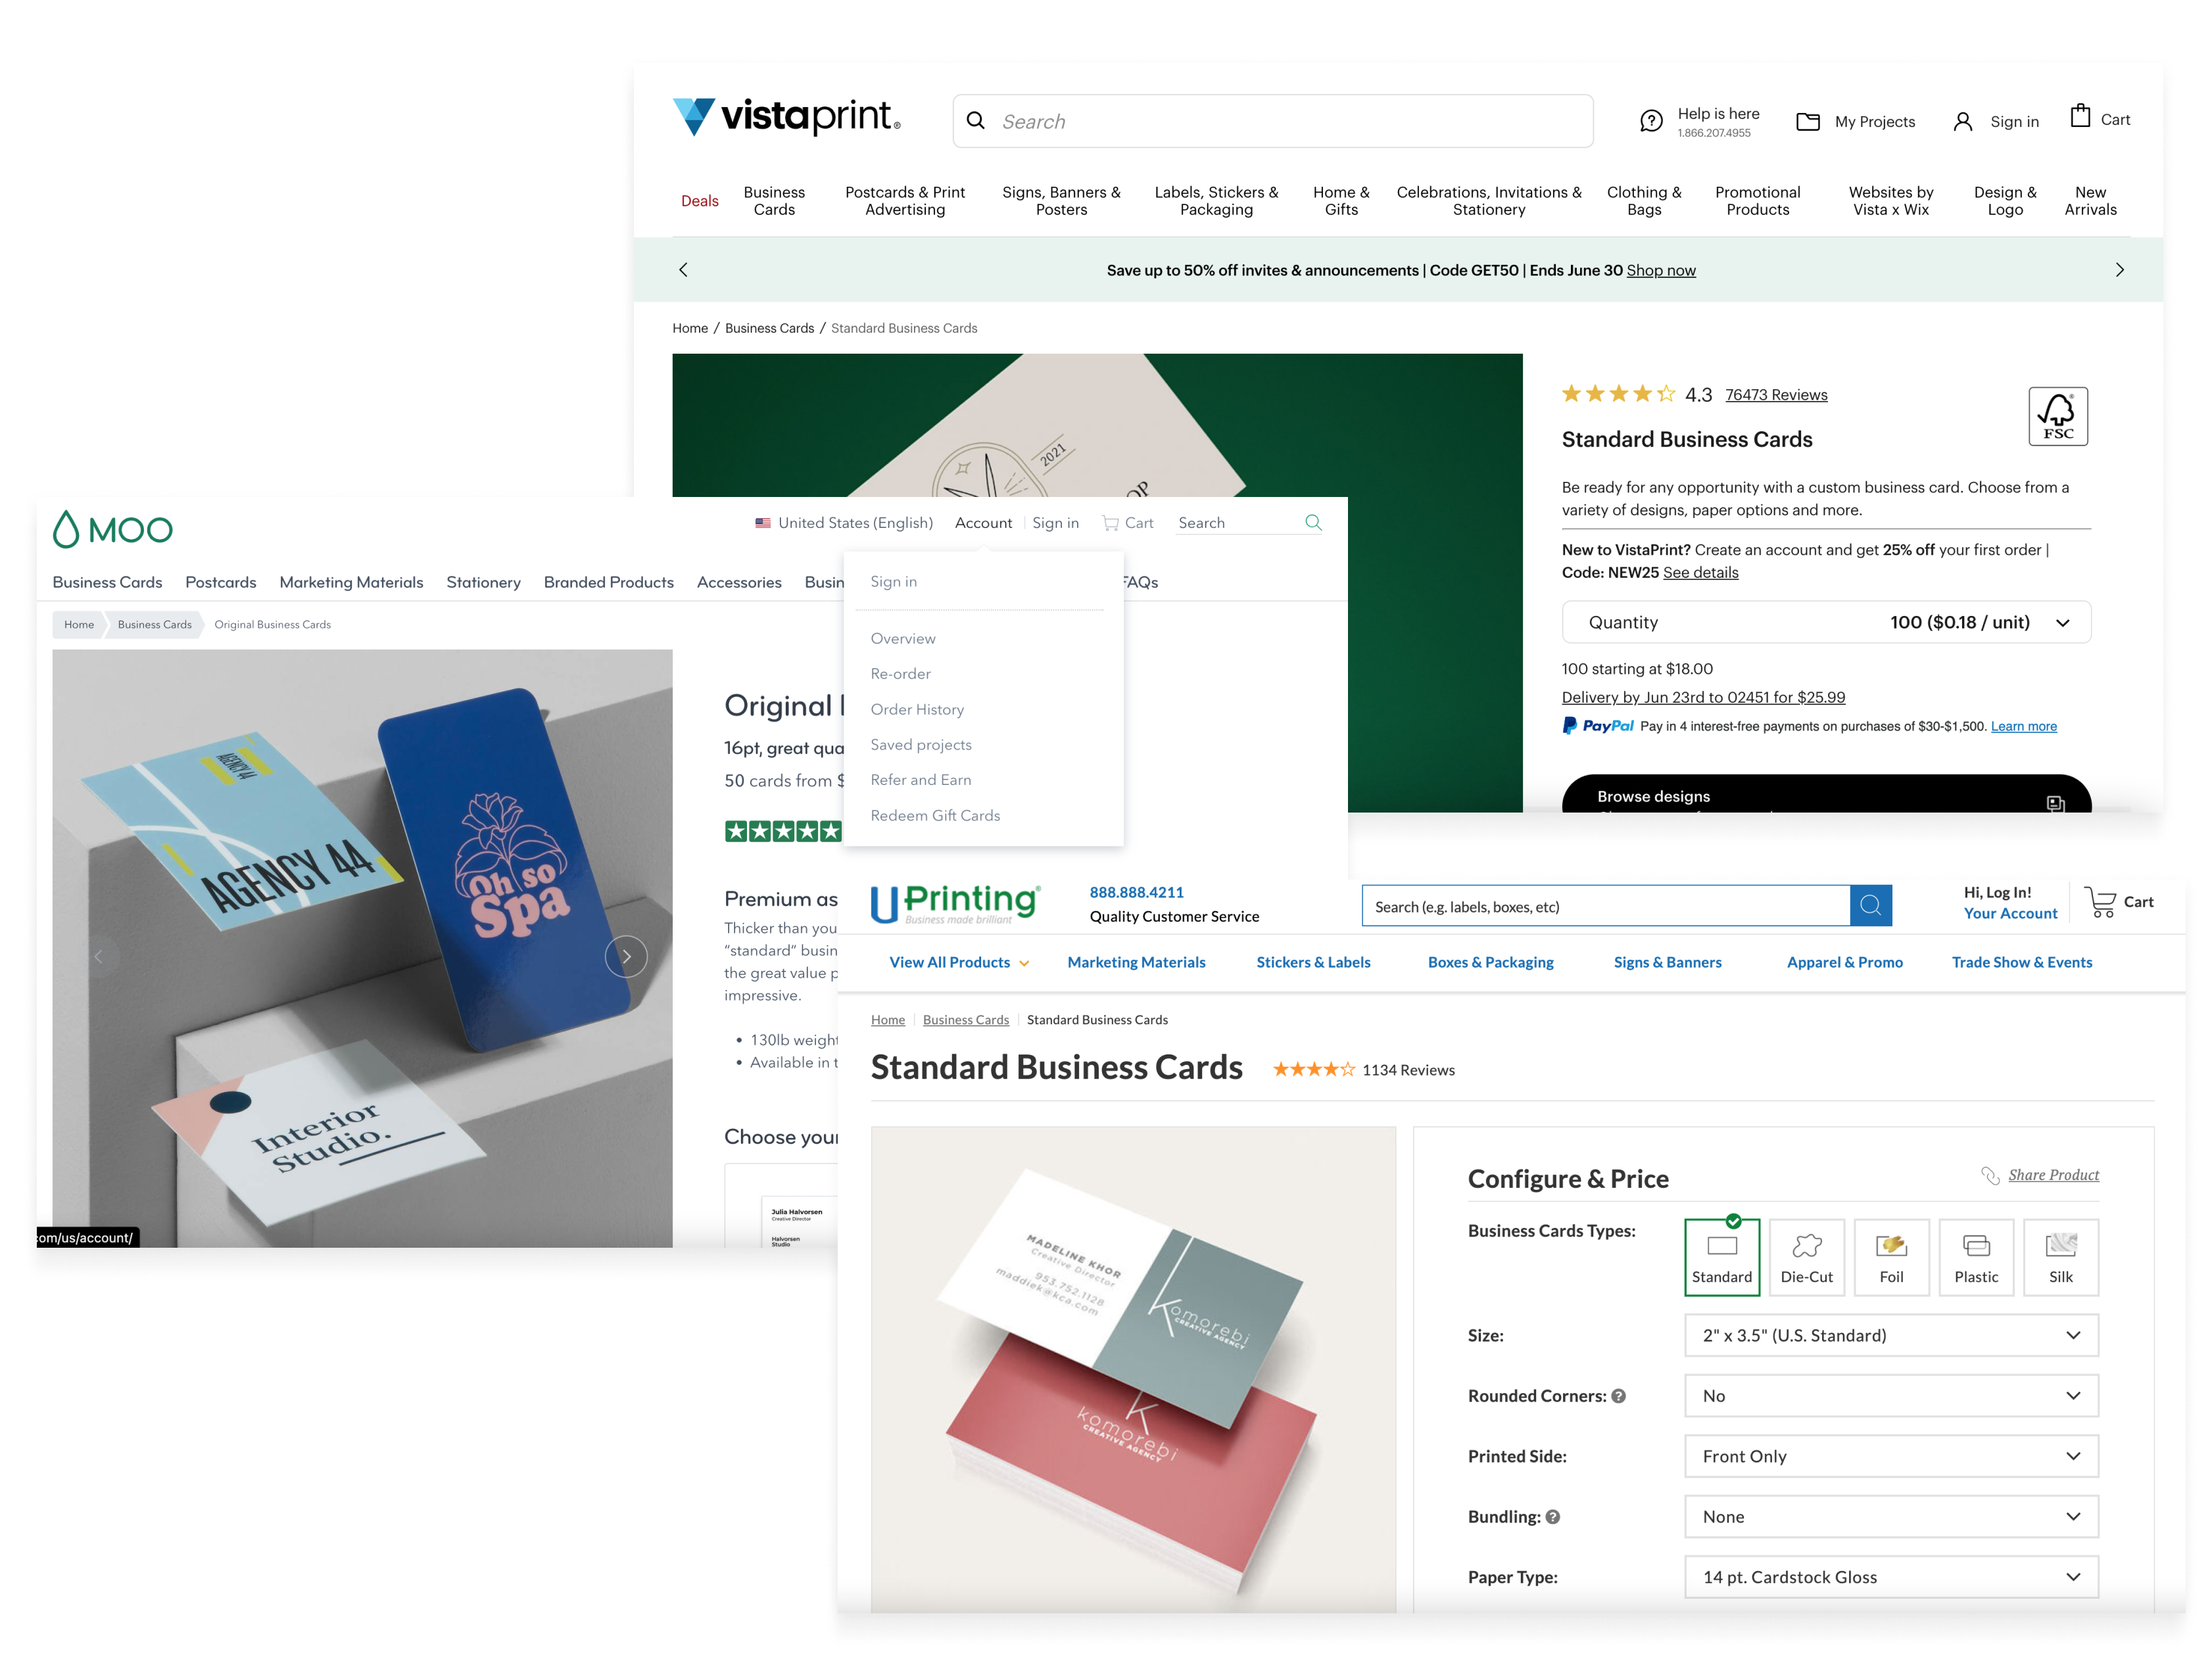 vistaprint.
Search
Help is here
1.866.207.4955
My Projects
Sign in
Cart
Deals
Business Cards
Postcards & Print Advertising
Signs, Banners & Posters
Labels, Stickers & Packaging
Home & Gifts
Celebrations, Invitations & Stationery
Clothing & Bags
Promotional Products
Websites by Vista x Wix
Design & Logo
New Arrivals
Save up to 50% off invites & announcements | Code GET50 | Ends June 30 Shop now
Home / Business Cards / Standard Business Cards
2021
4.3 76473 Reviews
FSC
Standard Business Cards
Be ready for any opportunity with a custom business card. Choose from a
variety of designs, paper options and more.
New to VistaPrint? Create an account and get 25% off your first order |
Code: NEW25 See details
Quantity 100 ($0.18 / unit)
100 starting at $18.00
Delivery by Jun 23rd to 02451 for $25.99
PayPal Pay in 4 interest-free payments on purchases of $30-$1,500. Learn more
Browse designs
MOO
United States (English) Account Sign in Cart Search
Business Cards Postcards Marketing Materials Stationery Branded Products Accessories Busin FAQs
Sign in
Overview
Re-order
Order History
Saved projects
Refer and Earn
Redeem Gift Cards
Home Business Cards Original Business Cards
AGENCY 44
AGENCY 44
Oh so
Spa
Interior
Studio.
com/us/account/
Original
16pt, great qua
50 cards from $
Premium as
Thicker than you
"standard" busin
the great value p
impressive.
• 130lb weight
• Available in t
Choose your
Julia Halvorsen
Creative Director
Halvorsen
Studio
UPrinting
Business made brilliant
888.888.4211
Quality Customer Service
Search (e.g. labels, boxes, etc)
Hi, Log In!
Your Account
Cart
View All Products Marketing Materials Stickers & Labels Boxes & Packaging Signs & Banners Apparel & Promo Trade Show & Events
Home Business Cards Standard Business Cards
Standard Business Cards 1134 Reviews
MADELINE KHOR
Creative Director
953.752.1128
maddiek@kca.com
komorebi
CREATIVE AGENCY
komorebi
CREATIVE AGENCY
Configure & Price
Share Product
Business Cards Types:
Standard Die-Cut Foil Plastic Silk
Size: 2" x 3.5" (U.S. Standard)
Rounded Corners: No
Printed Side: Front Only
Bundling: None
Paper Type: 14 pt. Cardstock Gloss